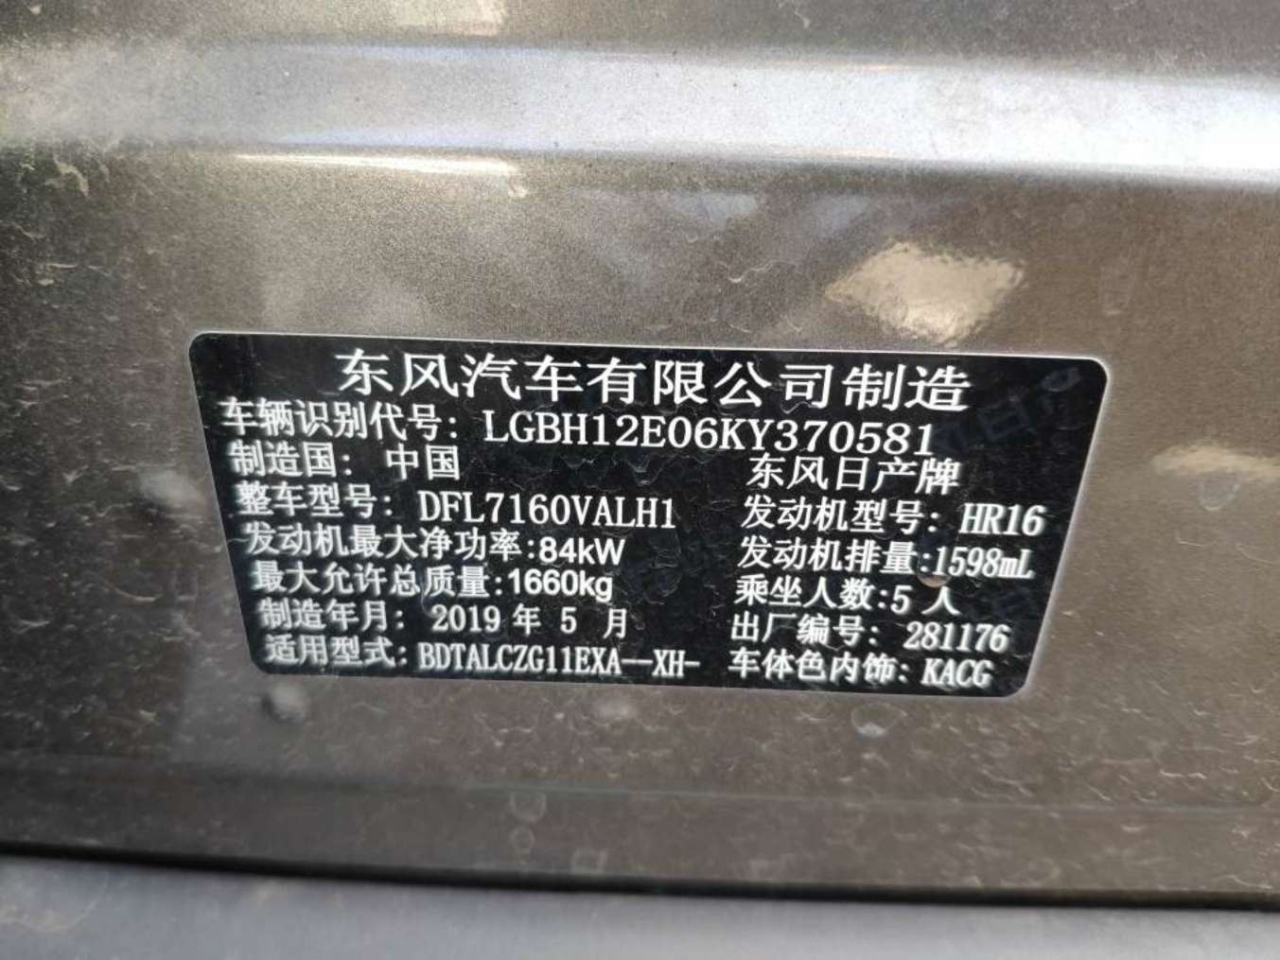 东风汽车有限公司制造
车辆识别代号: LGBH12E06KY370581
制造国: 中国 东风日产牌
整车型号: DFL7160VALH1 发动机型号: HR16
发动机最大净功率:84kW 发动机排量:1598mL
最大允许总质量:1660kg 乘坐人数:5 人
制造年月: 2019 年 5 月 出厂编号: 281176
适用型式: BDTALCZG11EXA--XH- 车体色内饰: KACG